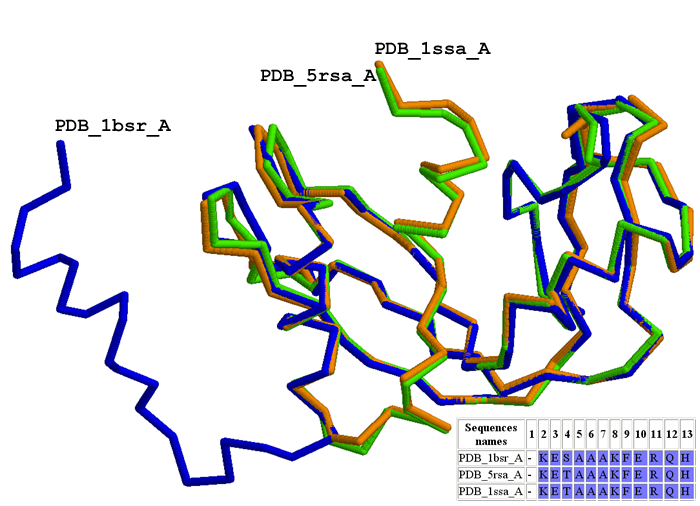 PDB_1ssa_A
PDB_5rsa_A
PDB_1bsr_A
Sequences names 1 2 3 4 5 6 7 8 9 10 11 12 13
PDB_1bsr_A - K E S A A A K F E R Q H
PDB_5rsa_A - K E T A A A K F E R Q H
PDB_1ssa_A - K E T A A A K F E R Q H